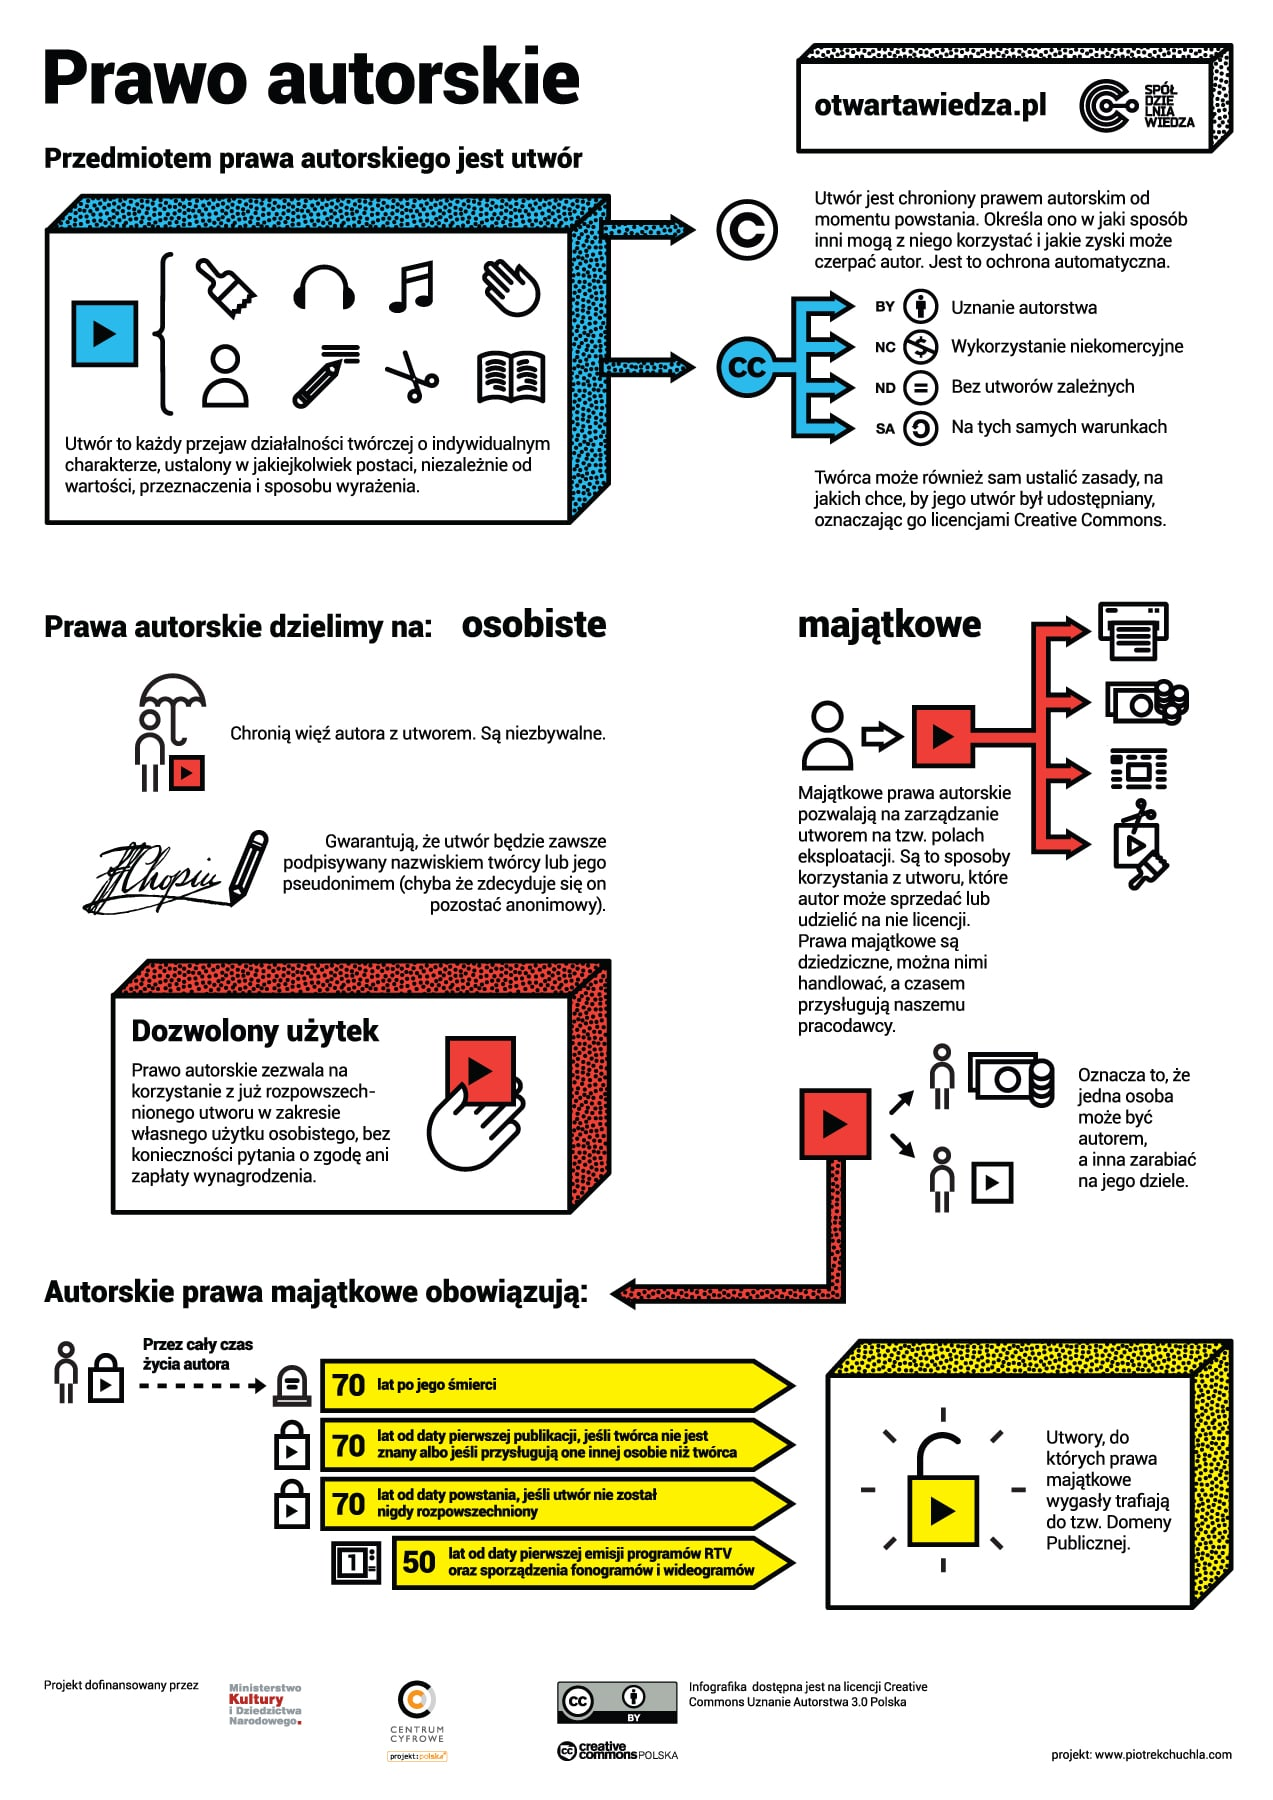 Prawo autorskie
otwartawiedza.pl
SPÓŁ
DZIE
LNIA
WIEDZA
Przedmiotem prawa autorskiego jest utwór
Utwór to każdy przejaw działalności twórczej o indywidualnym
charakterze, ustalony w jakiejkolwiek postaci, niezależnie od
wartości, przeznaczenia i sposobu wyrażenia.
C
Utwór jest chroniony prawem autorskim od
momentu powstania. Określa ono w jaki sposób
inni mogą z niego korzystać i jakie zyski może
czerpać autor. Jest to ochrona automatyczna.
CC
BY Uznanie autorstwa
NC $ Wykorzystanie niekomercyjne
ND = Bez utworów zależnych
SA Na tych samych warunkach
Twórca może również sam ustalić zasady, na
jakich chce, by jego utwór był udostępniany,
oznaczając go licencjami Creative Commons.
Prawa autorskie dzielimy na: osobiste
Chronią więź autora z utworem. Są niezbywalne.
Chopin
Gwarantują, że utwór będzie zawsze
podpisywany nazwiskiem twórcy lub jego
pseudonimem (chyba że zdecyduje się on
pozostać anonimowy).
Dozwolony użytek
Prawo autorskie zezwala na
korzystanie z już rozpowszech-
nionego utworu w zakresie
własnego użytku osobistego, bez
konieczności pytania o zgodę ani
zapłaty wynagrodzenia.
majątkowe
Majątkowe prawa autorskie
pozwalają na zarządzanie
utworem na tzw. polach
eksploatacji. Są to sposoby
korzystania z utworu, które
autor może sprzedać lub
udzielić na nie licencji.
Prawa majątkowe są
dziedziczne, można nimi
handlować, a czasem
przysługują naszemu
pracodawcy.
Oznacza to, że
jedna osoba
może być
autorem,
a inna zarabiać
na jego dziele.
Autorskie prawa majątkowe obowiązują:
Przez cały czas
życia autora
70 lat po jego śmierci
70 lat od daty pierwszej publikacji, jeśli twórca nie jest
znany albo jeśli przysługują one innej osobie niż twórca
70 lat od daty powstania, jeśli utwór nie został
nigdy rozpowszechniony
1
50 lat od daty pierwszej emisji programów RTV
oraz sporządzenia fonogramów i wideogramów
Utwory, do
których prawa
majątkowe
wygasły trafiają
do tzw. Domeny
Publicznej.
Projekt dofinansowany przez
Ministerstwo
Kultury
i Dziedzictwa
Narodowego.
CENTRUM
CYFROWE
projekt: polska
CC
BY
creative
commons POLSKA
Infografika dostępna jest na licencji Creative
Commons Uznanie Autorstwa 3.0 Polska
projekt: www.piotrekchuchla.com